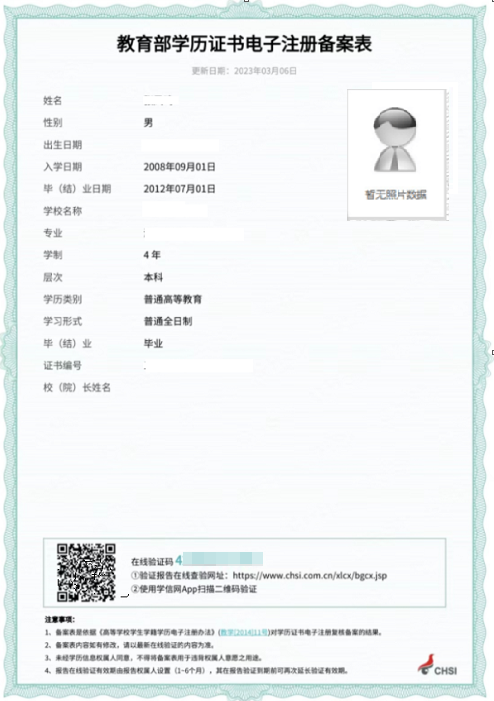 教育部学历证书电子注册备案表
更新日期：2023年03月06日
姓名
性别 男
出生日期
入学日期 2008年09月01日
毕（结）业日期 2012年07月01日
学校名称
专业
学制 4 年
层次 本科
学历类别 普通高等教育
学习形式 普通全日制
毕（结）业 毕业
证书编号
校（院）长姓名
暂无照片数据
在线验证码 4
①验证报告在线查验网址：https://www.chsi.com.cn/xlcx/bgcx.jsp
②使用学信网App扫描二维码验证
注意事项：
1、备案表是依据《高等学校学生学籍学历电子注册办法》(教学[2014]11号)对学历证书电子注册复核备案的结果。
2、备案表内容如有修改，请以最新在线验证的内容为准。
3、未经学历信息权属人同意，不得将备案表用于违背权属人意愿之用途。
4、报告在线验证有效期由报告权属人设置（1~6个月），其在报告验证到期前可再次延长验证有效期。
CHSI